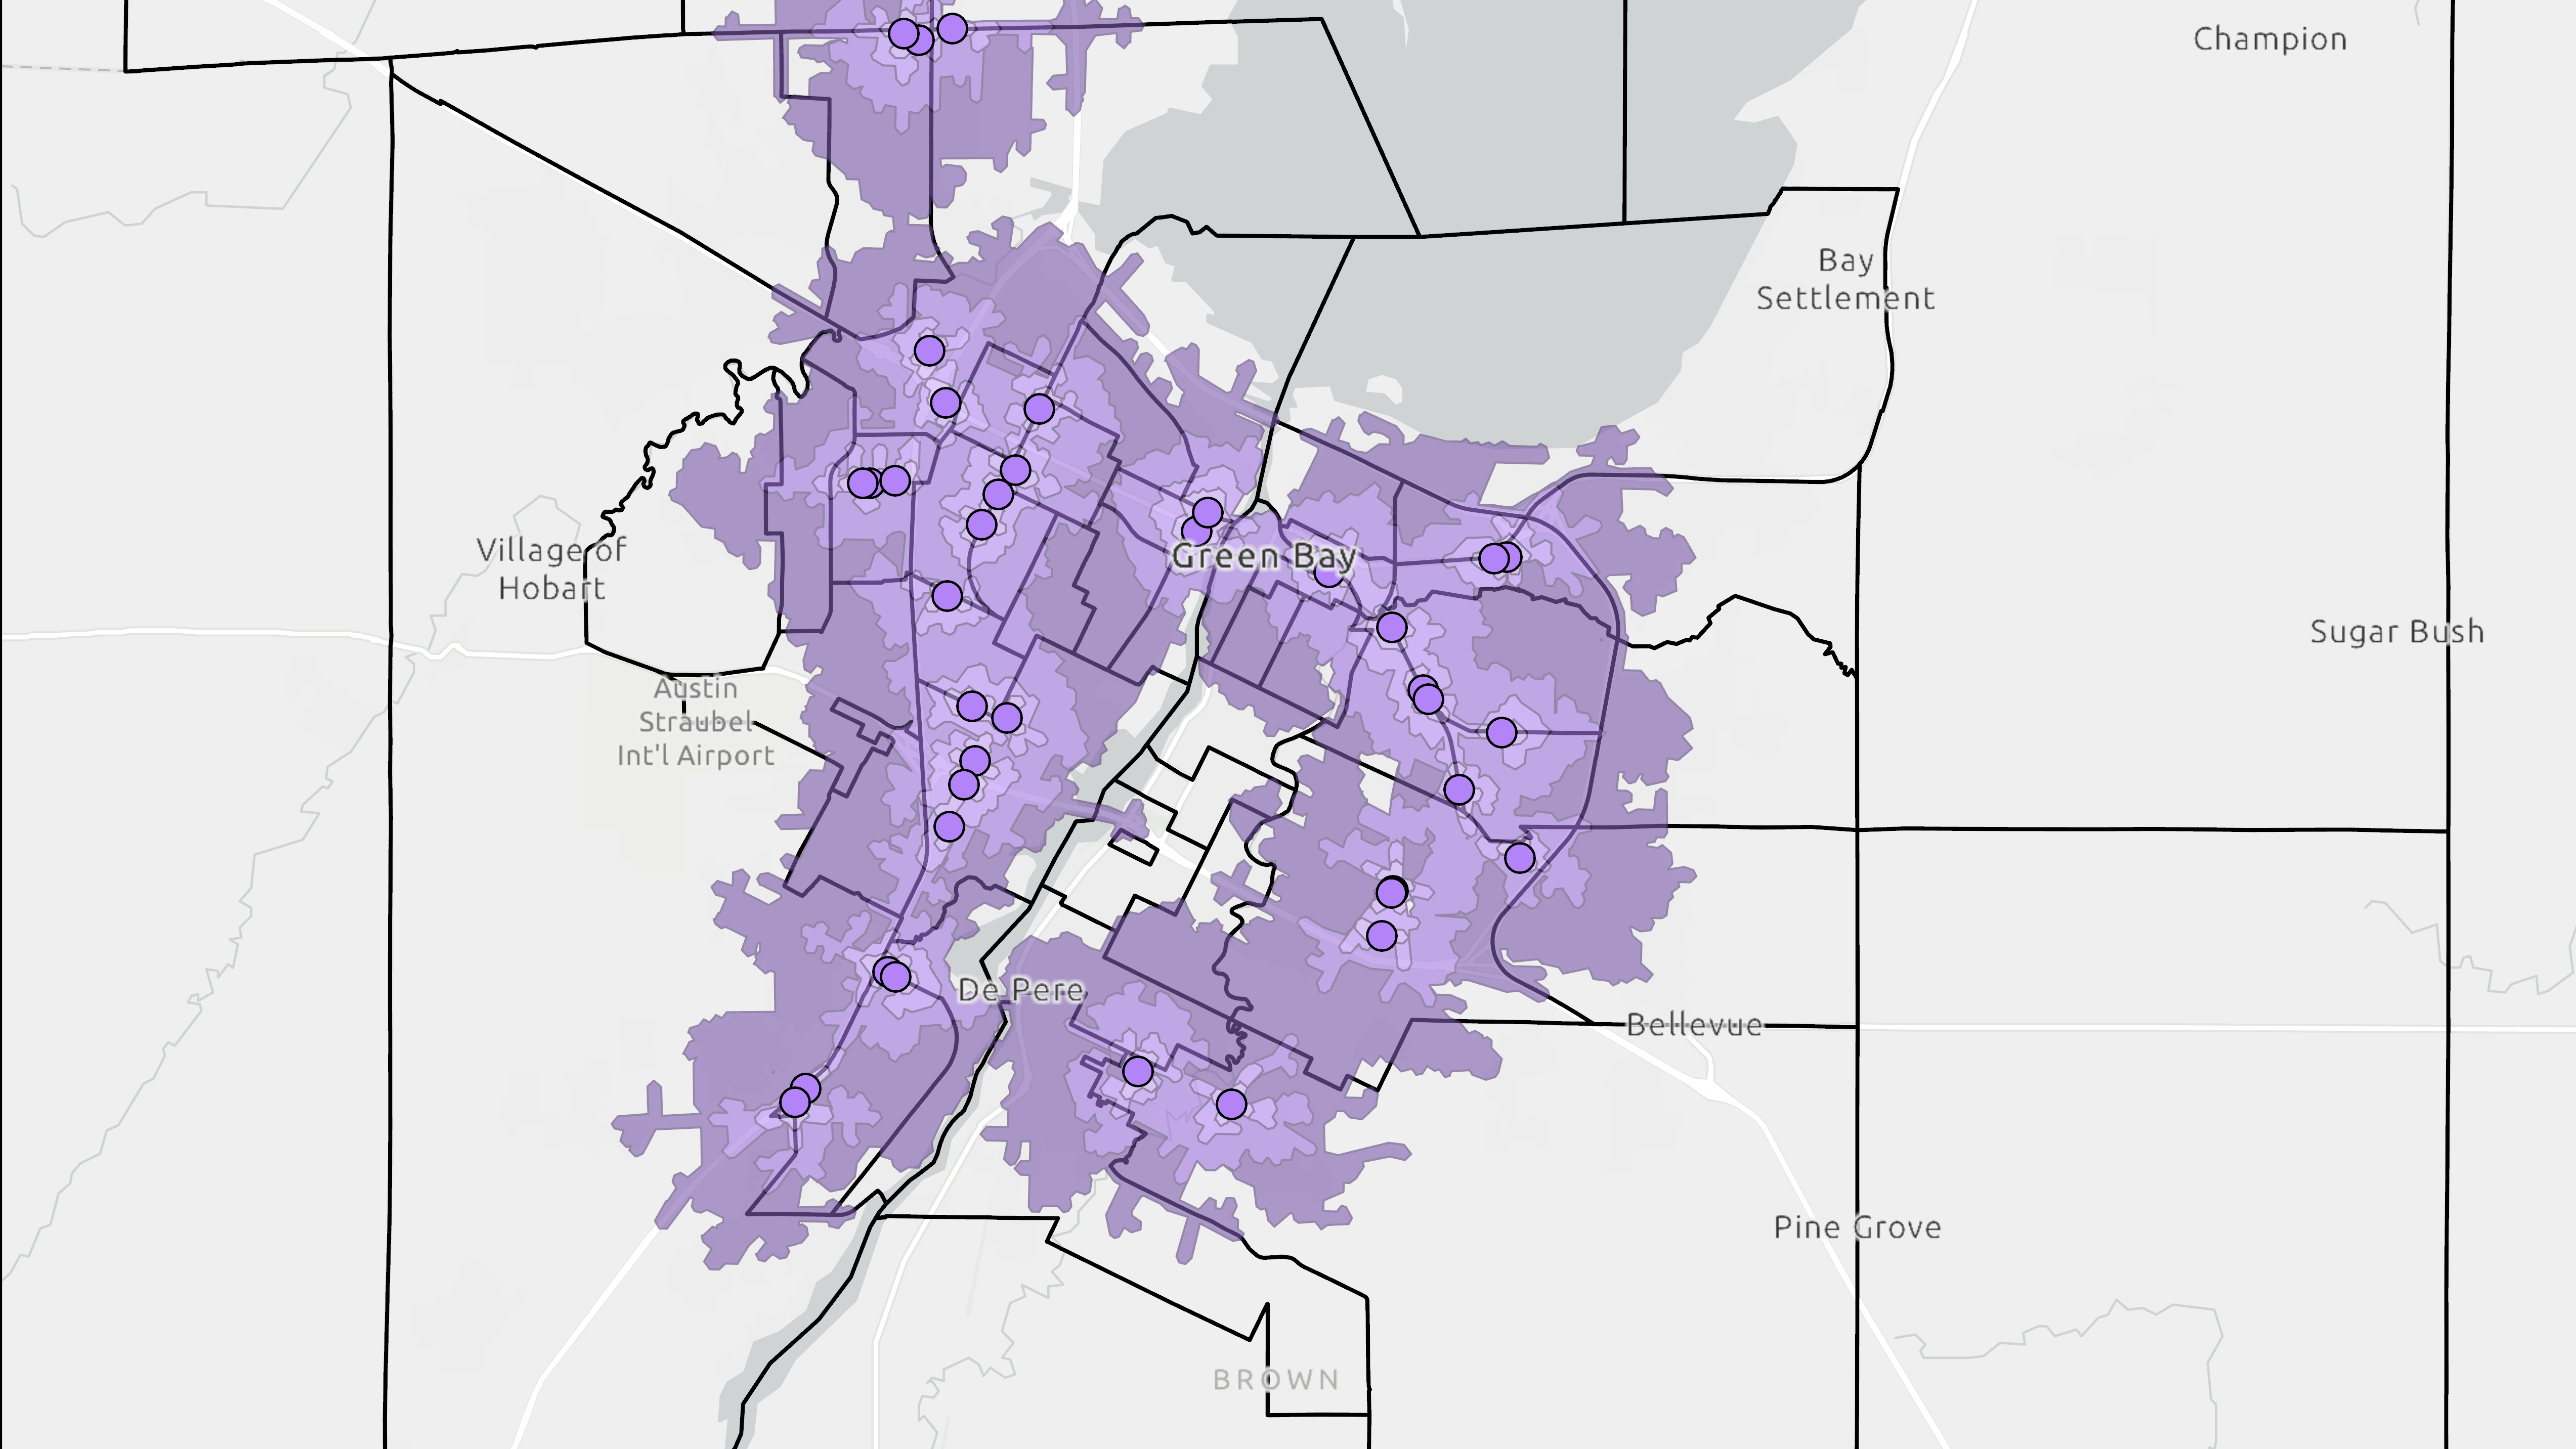 Champion
Bay
Settlement
Green Bay
Village of
Hobart
Sugar Bush
Austin
Straubel
Int'l Airport
De Pere
Bellevue
Pine Grove
BROWN